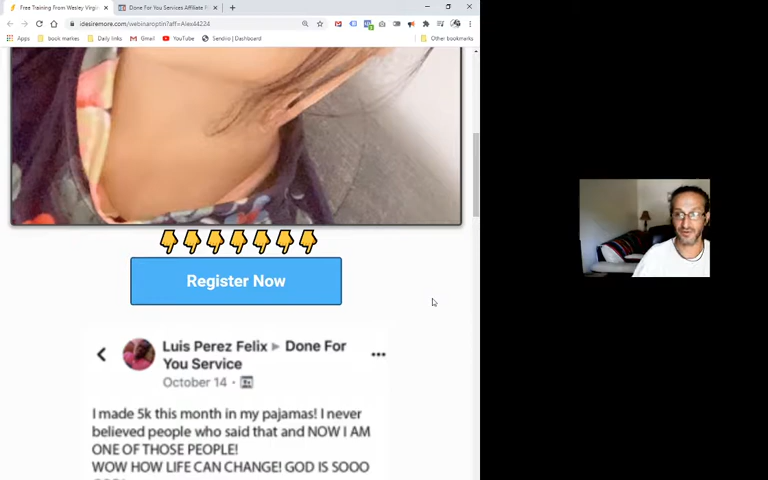 Free Training From Wesley Virgin
Done For You Services Affiliate P
idesiremore.com/webinaroptin?aff=Alex44224
Apps
book markes
Daily links
Gmail
YouTube
Sendiio | Dashboard
Other bookmarks
Register Now
Luis Perez Felix ▸ Done For
You Service
October 14 ·
I made 5k this month in my pajamas! I never
believed people who said that and NOW I AM
ONE OF THOSE PEOPLE!
WOW HOW LIFE CAN CHANGE! GOD IS SOOO